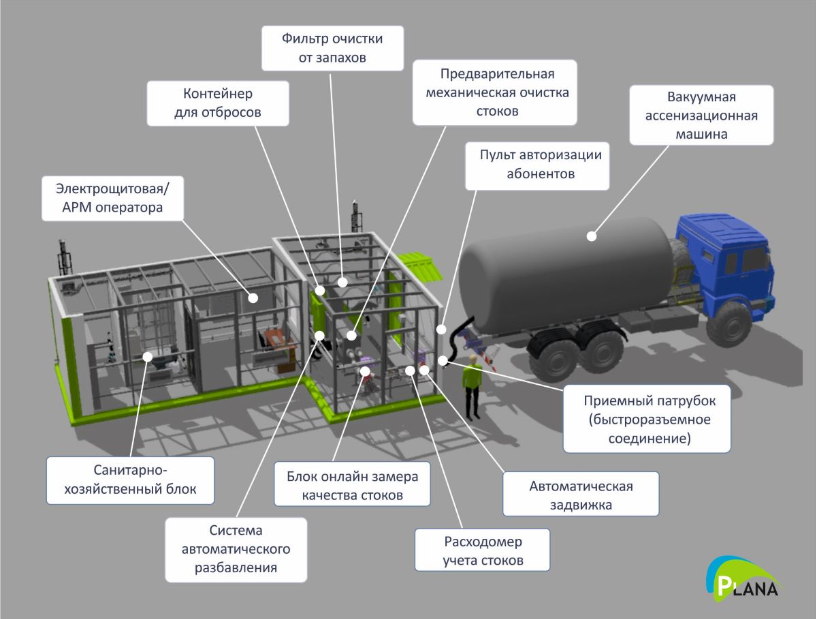 Фильтр очистки
от запахов
Предварительная
механическая очистка
стоков
Контейнер
для отбросов
Вакуумная
ассенизационная
машина
Пульт авторизации
абонентов
Электрощитовая/
АРМ оператора
Приемный патрубок
(быстроразъемное
соединение)
Санитарно-
хозяйственный блок
Блок онлайн замера
качества стоков
Автоматическая
задвижка
Система
автоматического
разбавления
Расходомер
учета стоков
PLANA